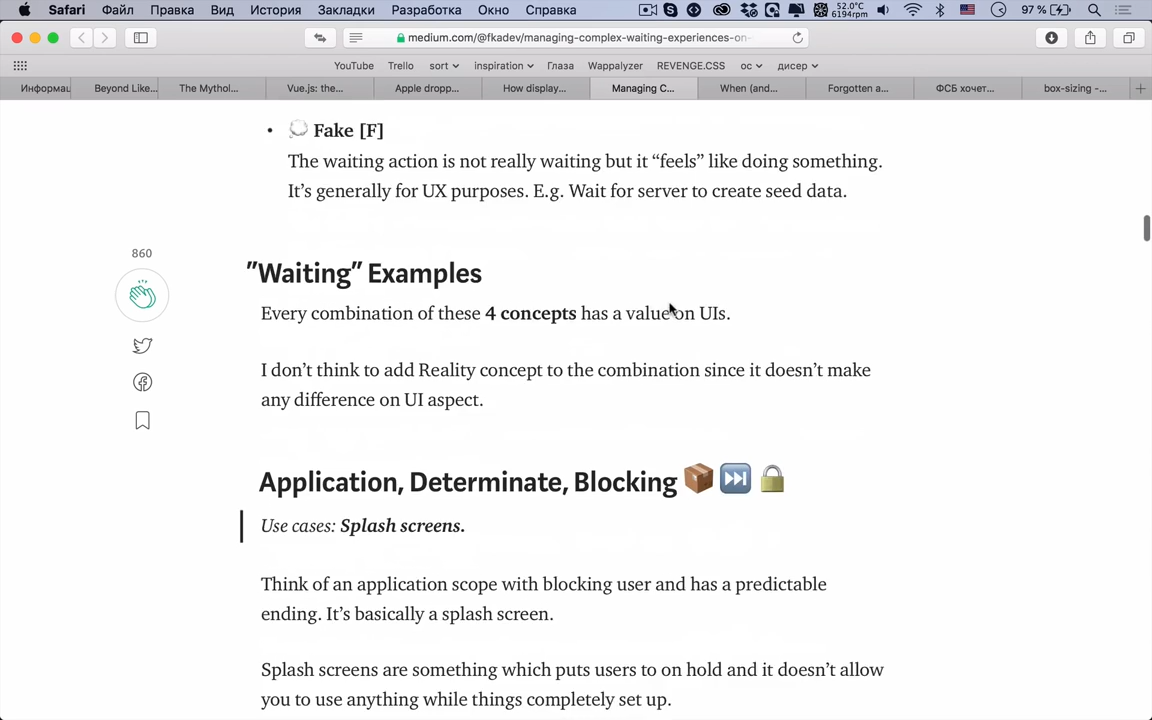 Safari Файл Правка Вид История Закладки Разработка Окно Справка 52.0°C 6194rpm 97 %
medium.com/@fkadev/managing-complex-waiting-experiences-on-
YouTube Trello sort inspiration Глаза Wappalyzer REVENGE.CSS ос дисер
Информац Beyond Like... The Mythol... Vue.js: the... Apple dropp... How display... Managing C... When (and... Forgotten a... ФСБ хочет... box-sizing -...
• Fake [F]
The waiting action is not really waiting but it “feels” like doing something.
It’s generally for UX purposes. E.g. Wait for server to create seed data.
860
”Waiting” Examples
Every combination of these 4 concepts has a value on UIs.
I don’t think to add Reality concept to the combination since it doesn’t make
any difference on UI aspect.
Application, Determinate, Blocking
Use cases: Splash screens.
Think of an application scope with blocking user and has a predictable
ending. It’s basically a splash screen.
Splash screens are something which puts users to on hold and it doesn’t allow
you to use anything while things completely set up.